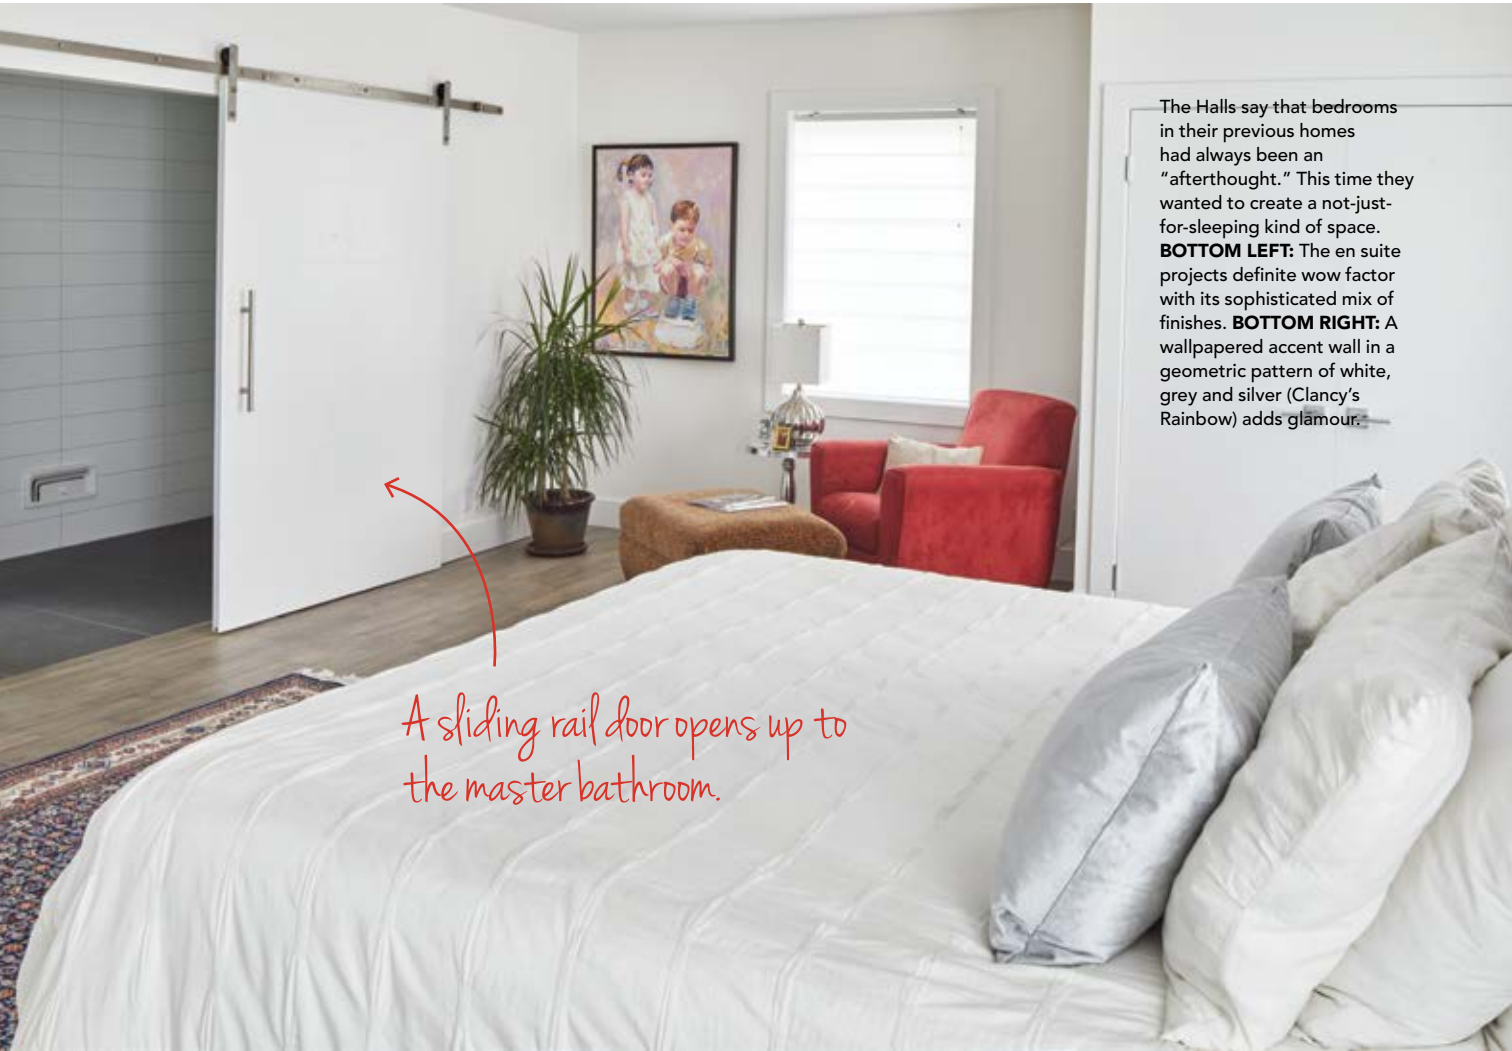 The Halls say that bedrooms
in their previous homes
had always been an
“afterthought.” This time they
wanted to create a not-just-
for-sleeping kind of space.
BOTTOM LEFT: The en suite
projects definite wow factor
with its sophisticated mix of
finishes. BOTTOM RIGHT: A
wallpapered accent wall in a
geometric pattern of white,
grey and silver (Clancy’s
Rainbow) adds glamour.
A sliding rail door opens up to
the master bathroom.